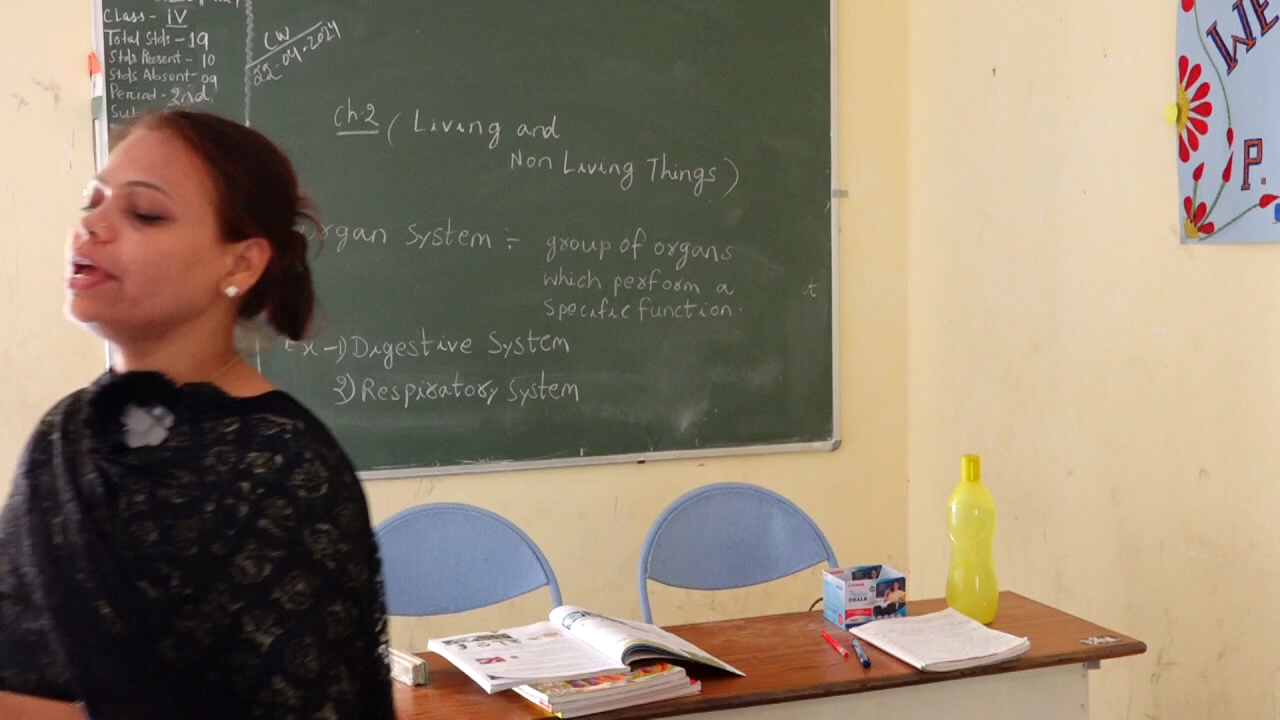 Class - IV
Total Stds - 19
Stds Present - 10
Stds Absent - 09
Period - 2nd
CW
22-04-2024
Ch.2 ( Living and
Non Living Things )
Organ System :- group of organs
which perform a
specific function.
Ex - 1) Digestive System
2) Respiratory System
t
CHALK
WE
P.